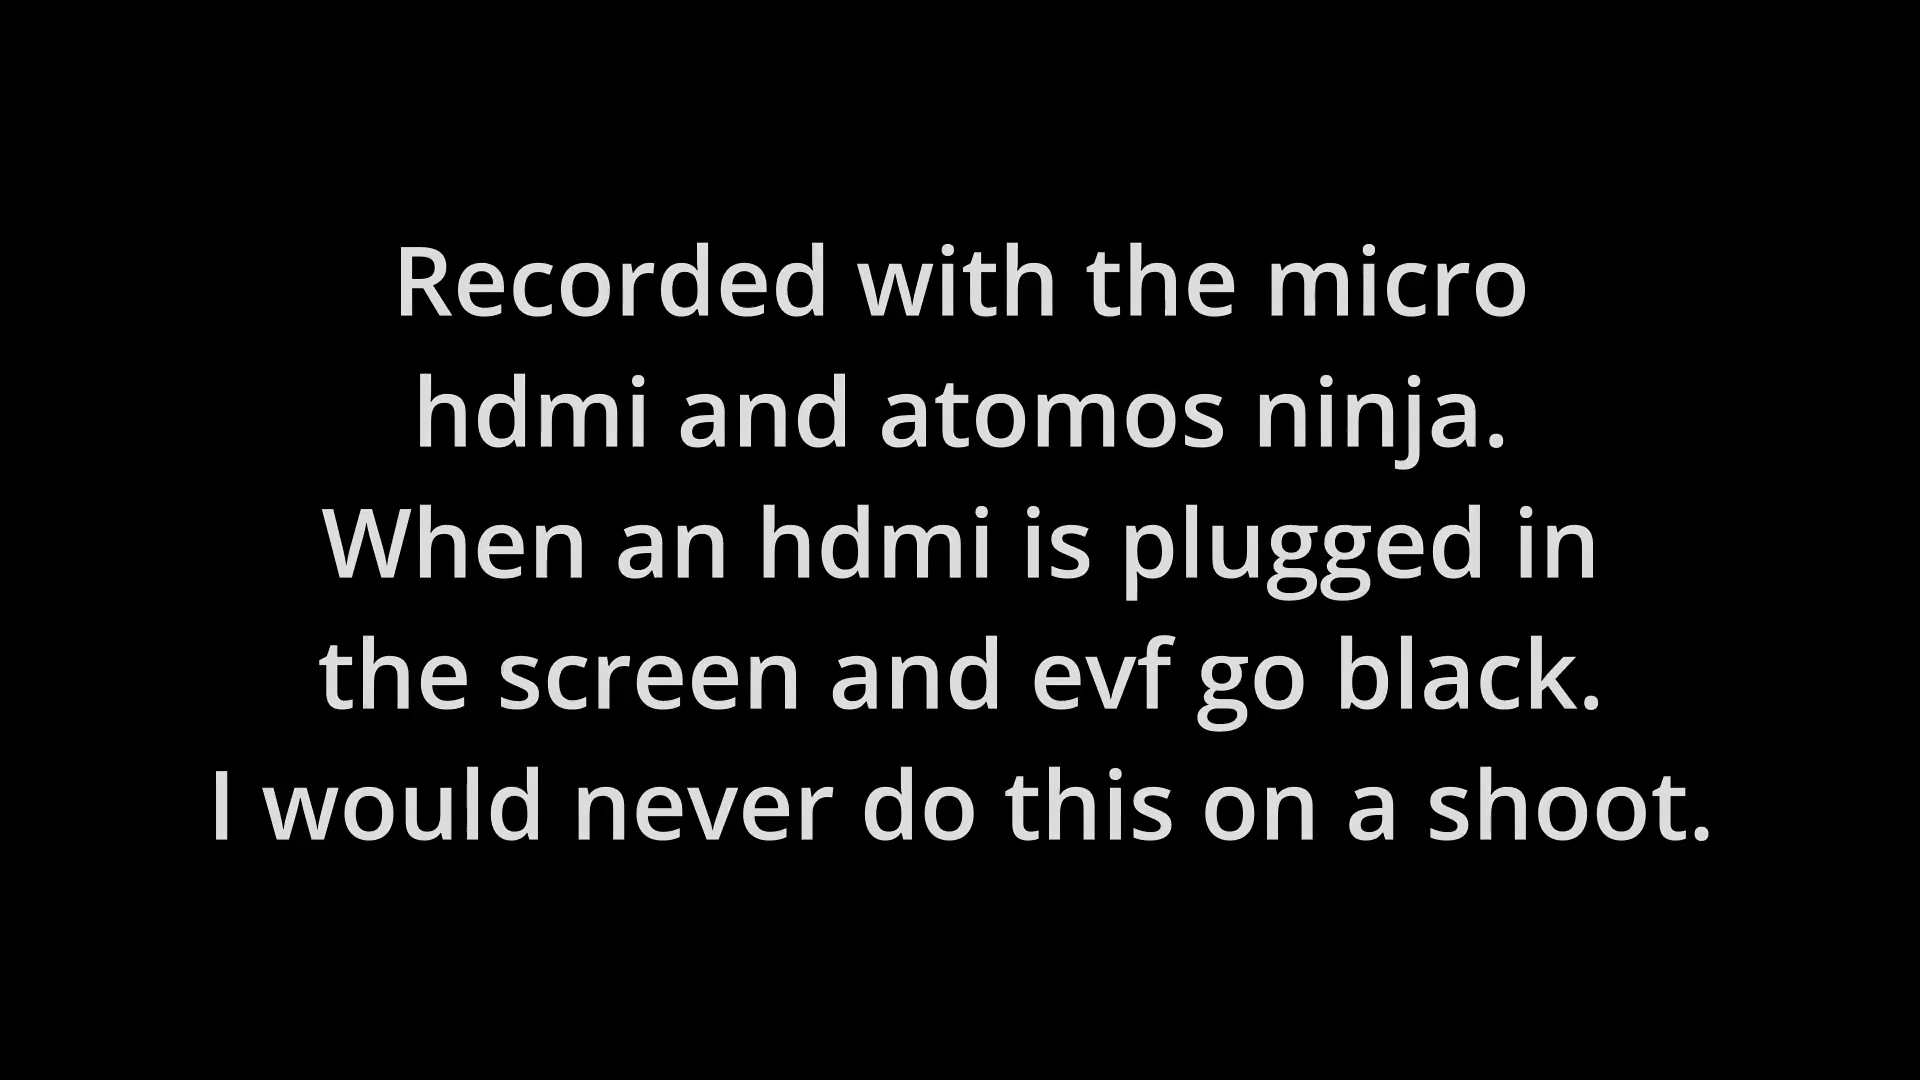 Recorded with the micro
hdmi and atomos ninja.
When an hdmi is plugged in
the screen and evf go black.
I would never do this on a shoot.